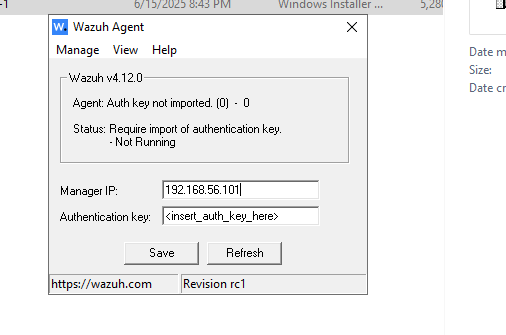 -1 6/15/2025 8:43 PM Windows Installer ... 5,280
Wazuh Agent
Manage View Help
Wazuh v4.12.0
Agent: Auth key not imported. (0) - 0
Status: Require import of authentication key.
- Not Running
Manager IP: 192.168.56.101
Authentication key: <insert_auth_key_here>
Save Refresh
https://wazuh.com Revision rc1
Date m
Size:
Date cr